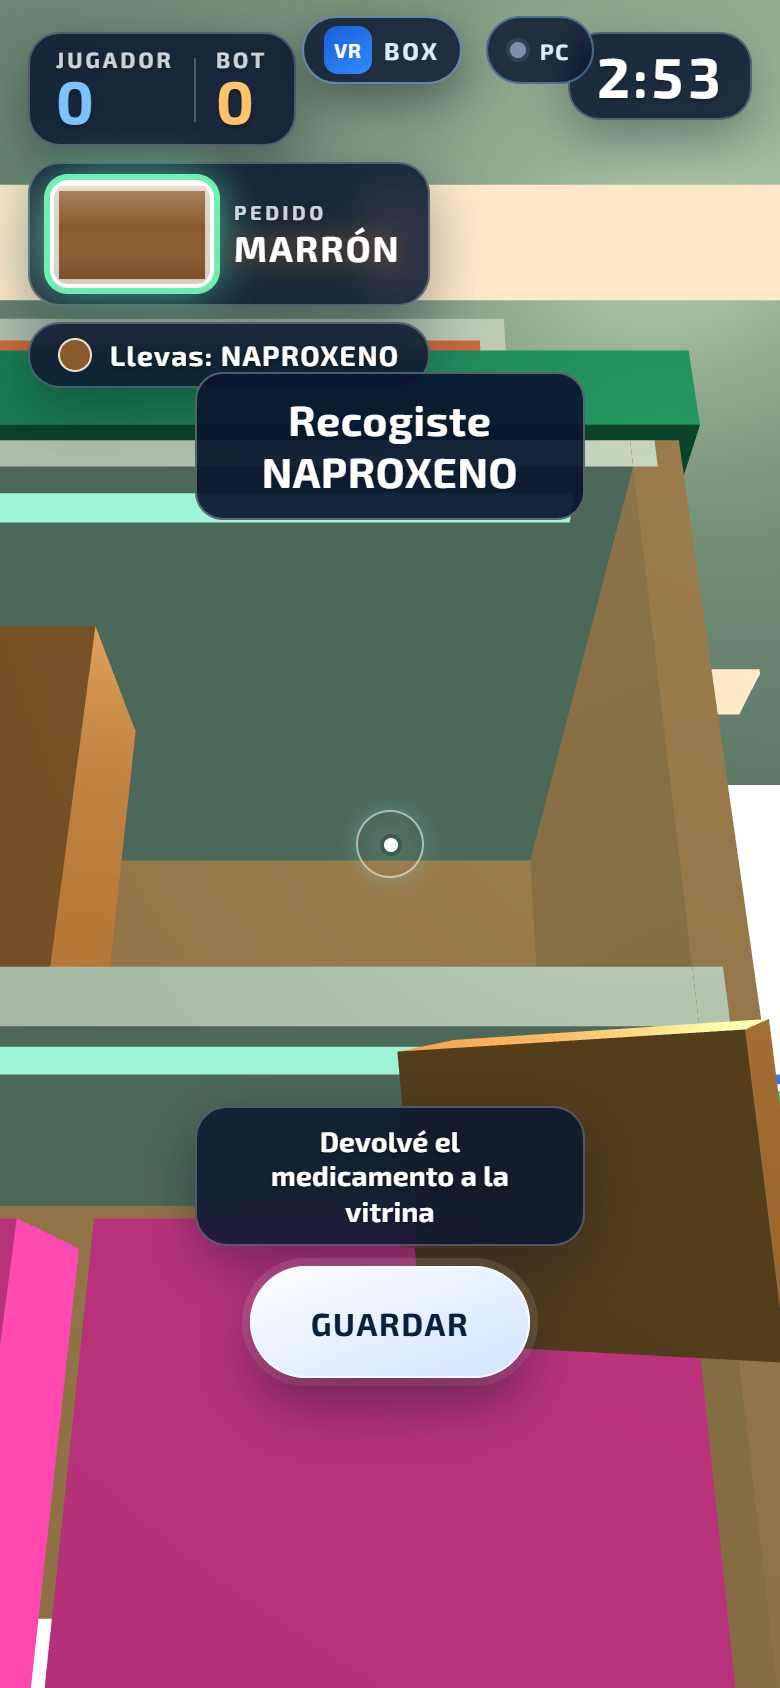 JUGADOR BOT
0 0
VR BOX
PC
2:53
PEDIDO
MARRÓN
Llevas: NAPROXENO
Recogiste
NAPROXENO
Devolvé el
medicamento a la
vitrina
GUARDAR